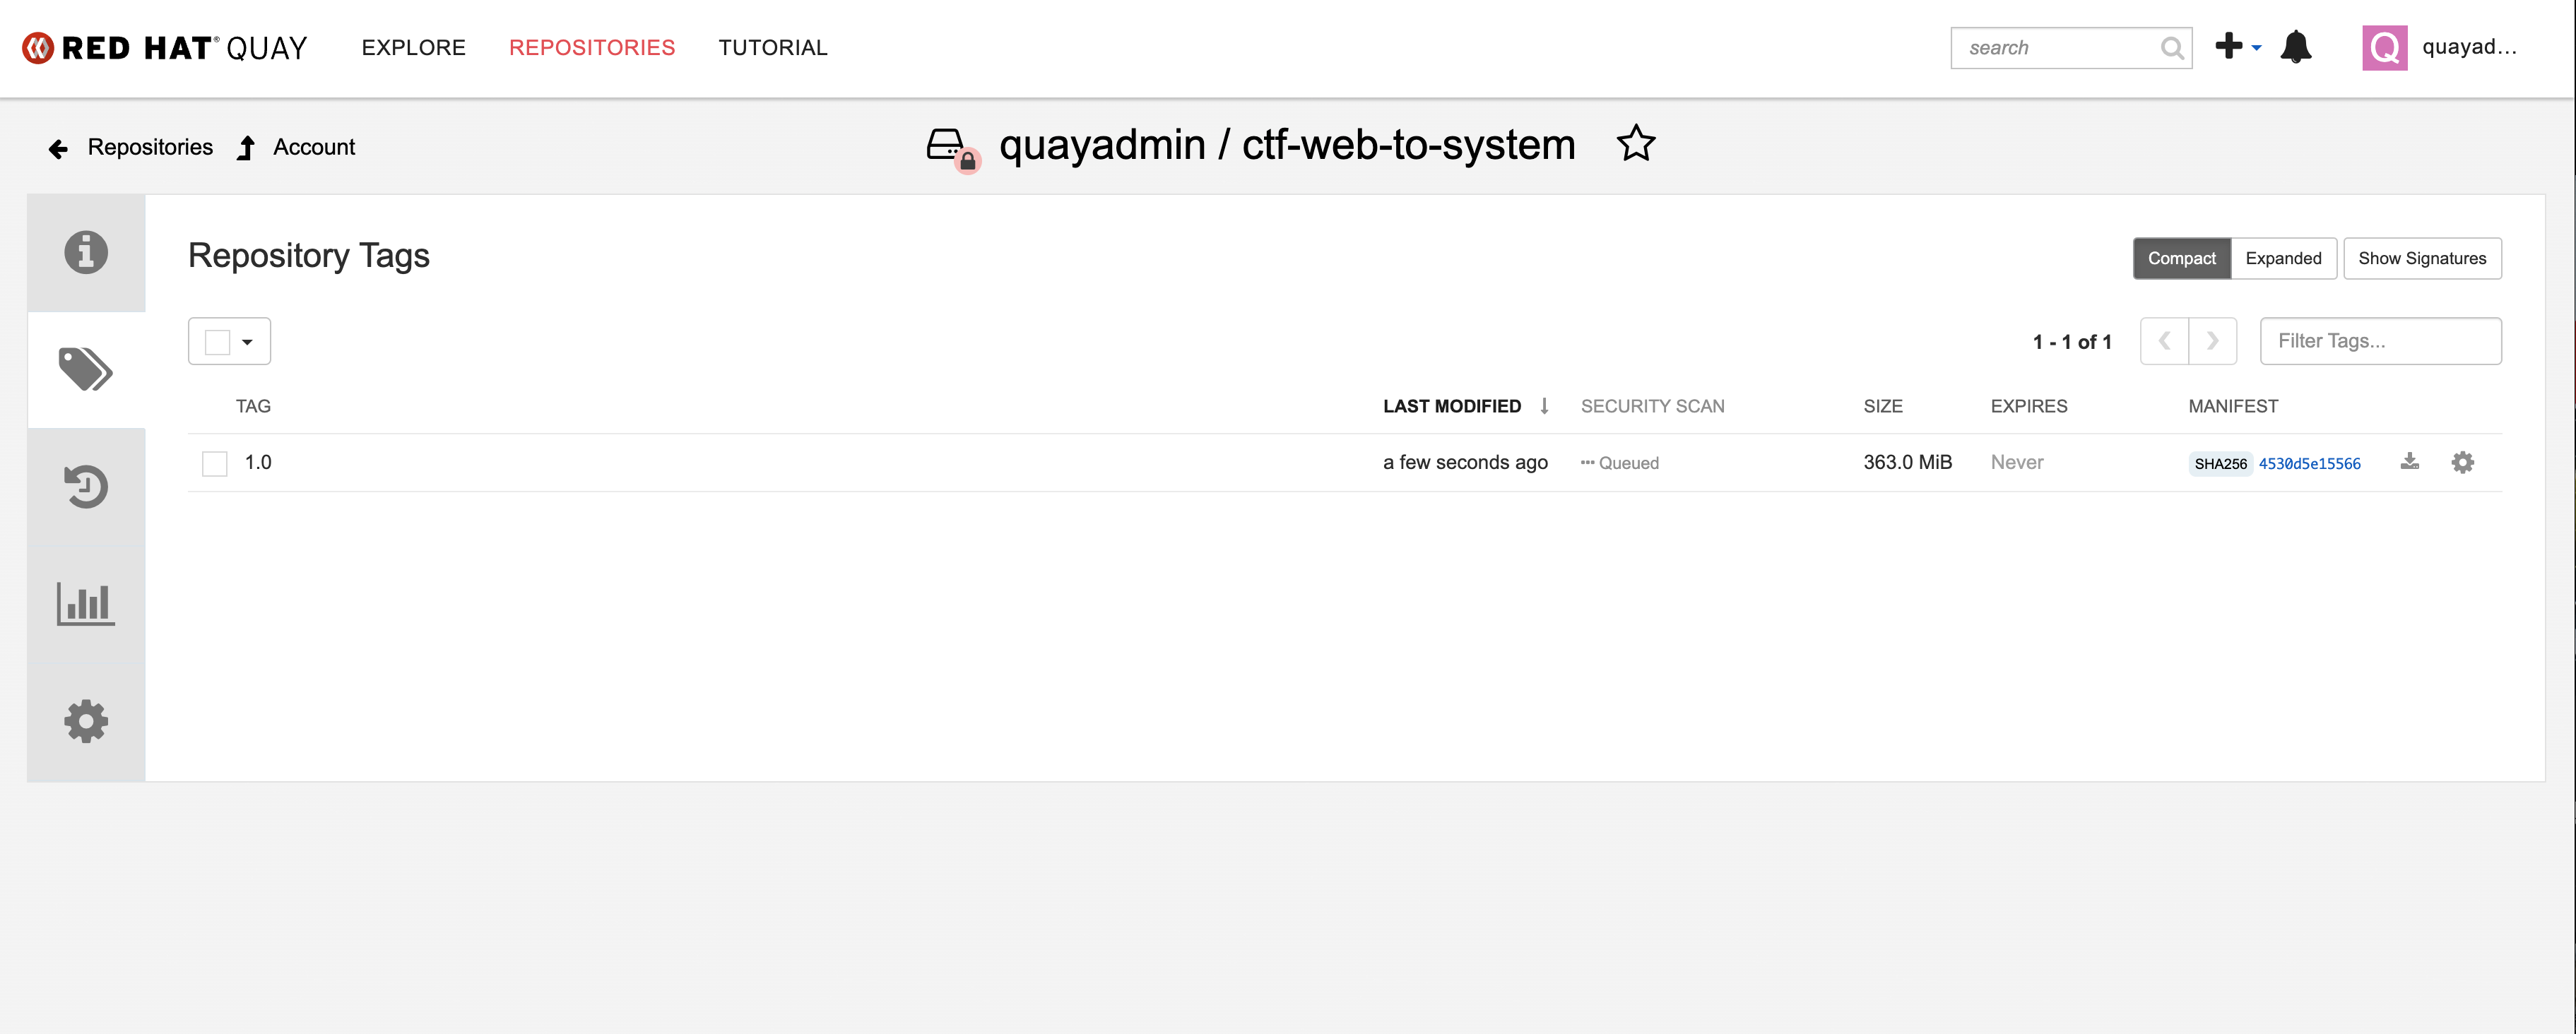 RED HAT® QUAY EXPLORE REPOSITORIES TUTORIAL search quayad...
Repositories Account quayadmin / ctf-web-to-system
Repository Tags Compact Expanded Show Signatures
1 - 1 of 1 Filter Tags...
TAG LAST MODIFIED SECURITY SCAN SIZE EXPIRES MANIFEST
1.0 a few seconds ago Queued 363.0 MiB Never SHA256 4530d5e15566